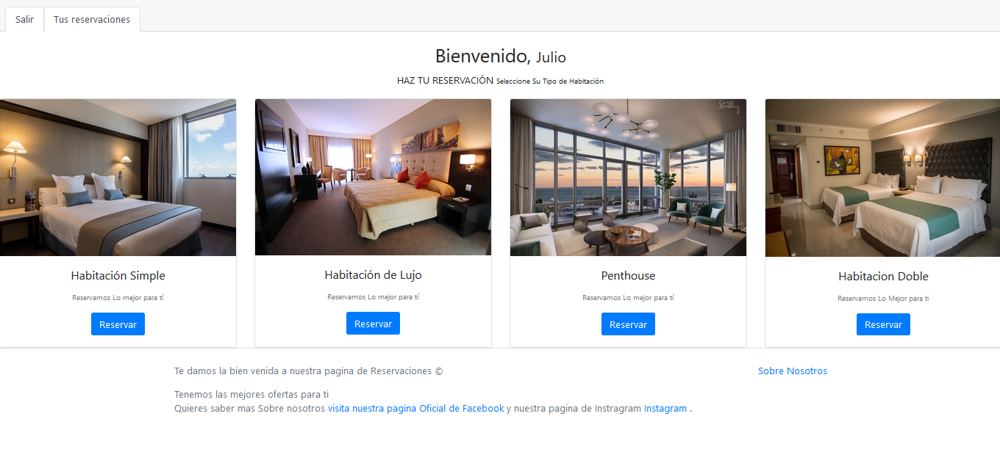 Salir
Tus reservaciones
Bienvenido, Julio
HAZ TU RESERVACIÓN Seleccione Su Tipo de Habitación
Habitación Simple
Reservamos Lo mejor para tí
Reservar
Habitación de Lujo
Reservamos Lo mejor para tí
Reservar
Penthouse
Reservamos Lo mejor para tí
Reservar
Habitacion Doble
Reservamos Lo Mejor para ti
Reservar
Te damos la bien venida a nuestra pagina de Reservaciones ©
Sobre Nosotros
Tenemos las mejores ofertas para ti
Quieres saber mas Sobre nosotros visita nuestra pagina Oficial de Facebook y nuestra pagina de Instragram Instagram .